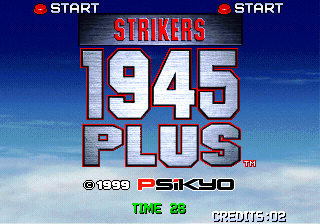 START START
STRIKERS
1945
PLUS
TM
©1999 PSIKYO
TIME 28
CREDITS:02